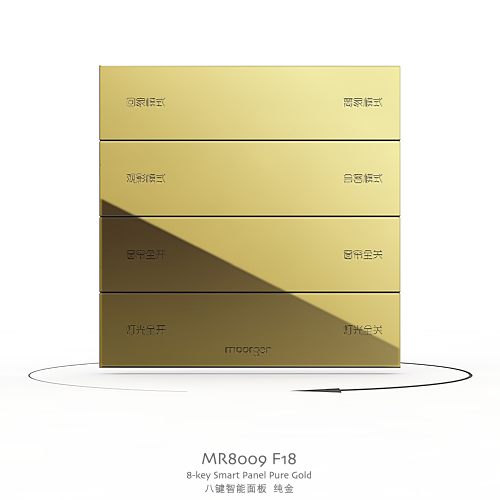 回家模式 离家模式
观影模式 会客模式
窗帘全开 窗帘全关
灯光全开 灯光全关
moorgen
MR8009 F18
8-key Smart Panel Pure Gold
八键智能面板 纯金